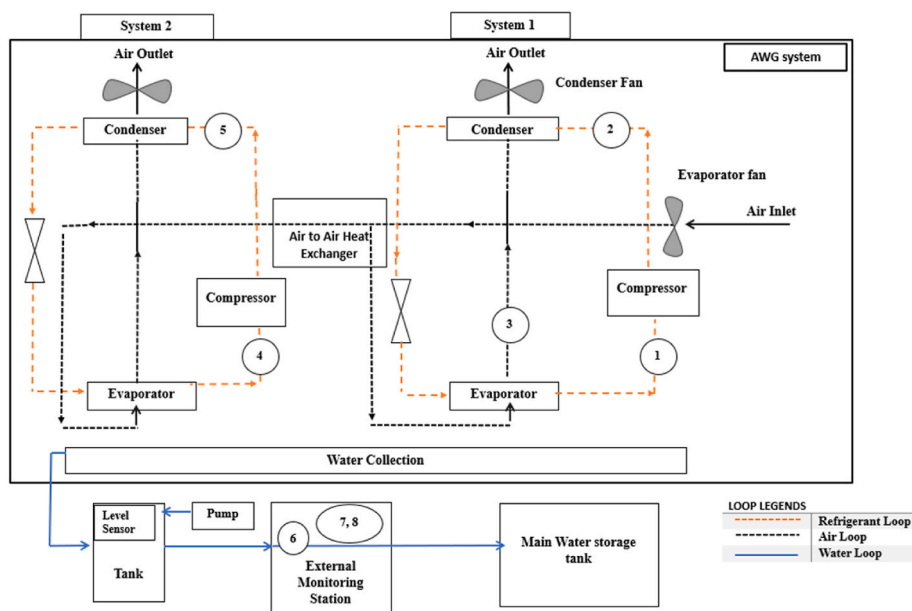 System 2
System 1
AWG system
Air Outlet
Air Outlet
Condenser Fan
Condenser
5
Condenser
2
Evaporator fan
Air Inlet
Air to Air Heat
Exchanger
Compressor
Compressor
3
4
1
Evaporator
Evaporator
Water Collection
Level
Sensor
Pump
7, 8
6
Tank
External
Monitoring
Station
Main Water storage
tank
LOOP LEGENDS
Refrigerant Loop
Air Loop
Water Loop